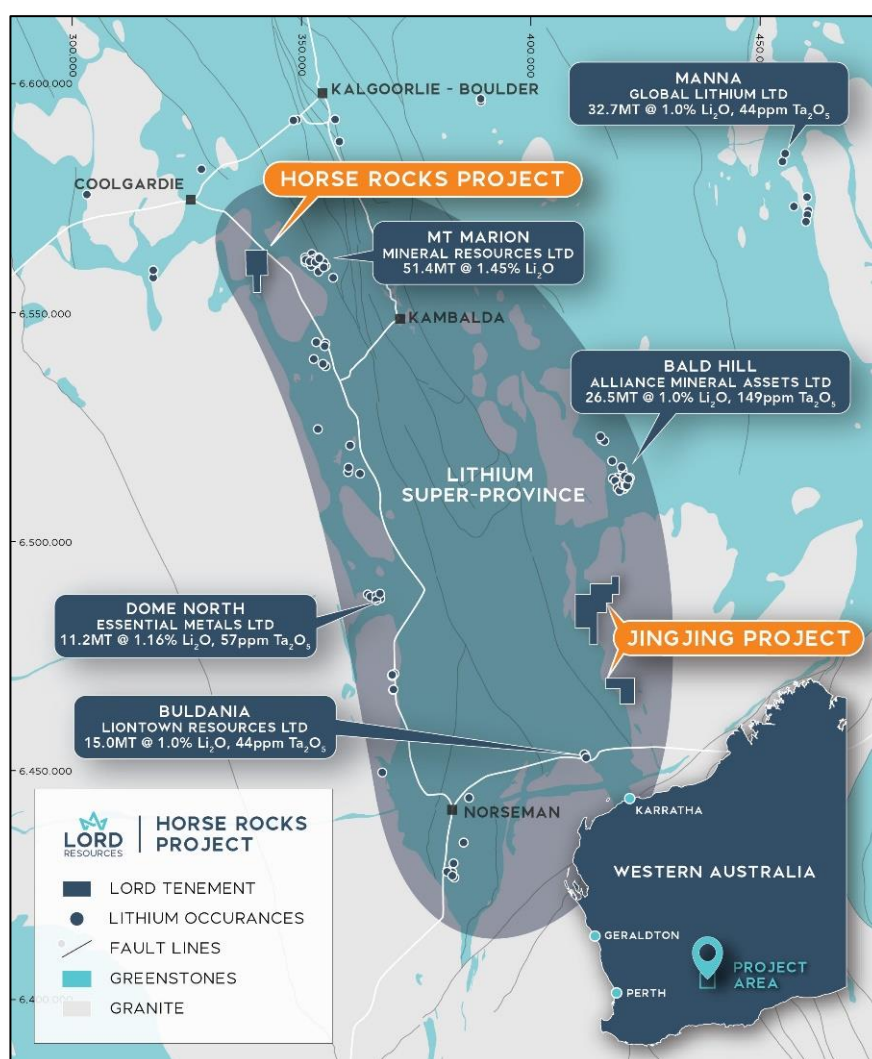 300,000
350,000
400,000
450,000
6,600,000
KALGOORLIE - BOULDER
MANNA
GLOBAL LITHIUM LTD
32.7MT @ 1.0% Li₂O, 44ppm Ta₂O₅
COOLGARDIE
HORSE ROCKS PROJECT
MT MARION
MINERAL RESOURCES LTD
51.4MT @ 1.45% Li₂O
6,550,000
KAMBALDA
BALD HILL
ALLIANCE MINERAL ASSETS LTD
26.5MT @ 1.0% Li₂O, 149ppm Ta₂O₅
LITHIUM
SUPER-PROVINCE
6,500,000
DOME NORTH
ESSENTIAL METALS LTD
11.2MT @ 1.16% Li₂O, 57ppm Ta₂O₅
JINGJING PROJECT
BULDANIA
LIONTOWN RESOURCES LTD
15.0MT @ 1.0% Li₂O, 44ppm Ta₂O₅
6,450,000
NORSEMAN
LORD
RESOURCES
HORSE ROCKS
PROJECT
LORD TENEMENT
LITHIUM OCCURANCES
FAULT LINES
GREENSTONES
GRANITE
6,400,000
KARRATHA
WESTERN AUSTRALIA
GERALDTON
PERTH
PROJECT
AREA